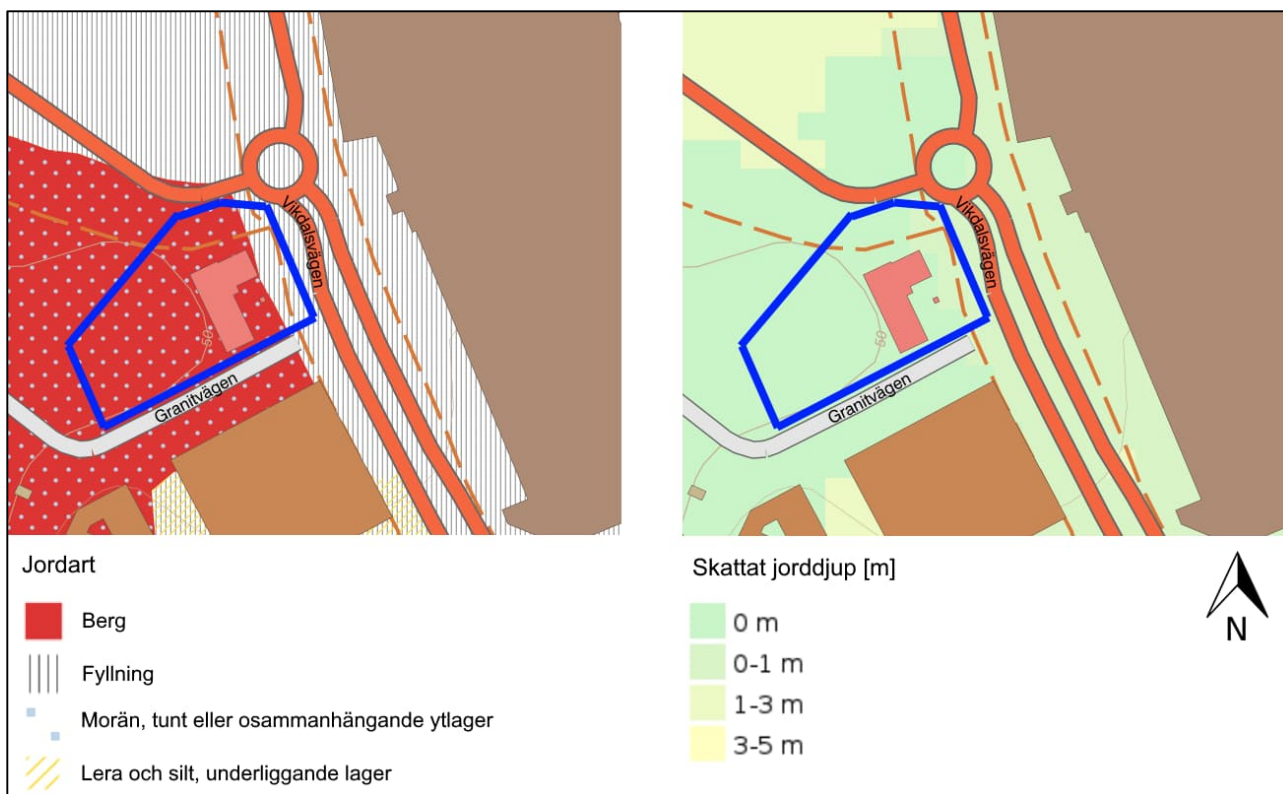 Vikdalsvägen
50
Granitvägen
Vikdalsvägen
50
Granitvägen
Jordart
Berg
Fyllning
Morän, tunt eller osammanhängande ytlager
Lera och silt, underliggande lager
Skattat jorddjup [m]
0 m
0-1 m
1-3 m
3-5 m
N